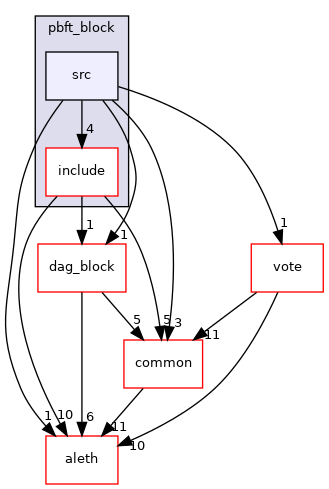 pbft_block
src
4
include
1
1
1
dag_block
vote
5
5
3
11
common
1
10
6
11
10
aleth